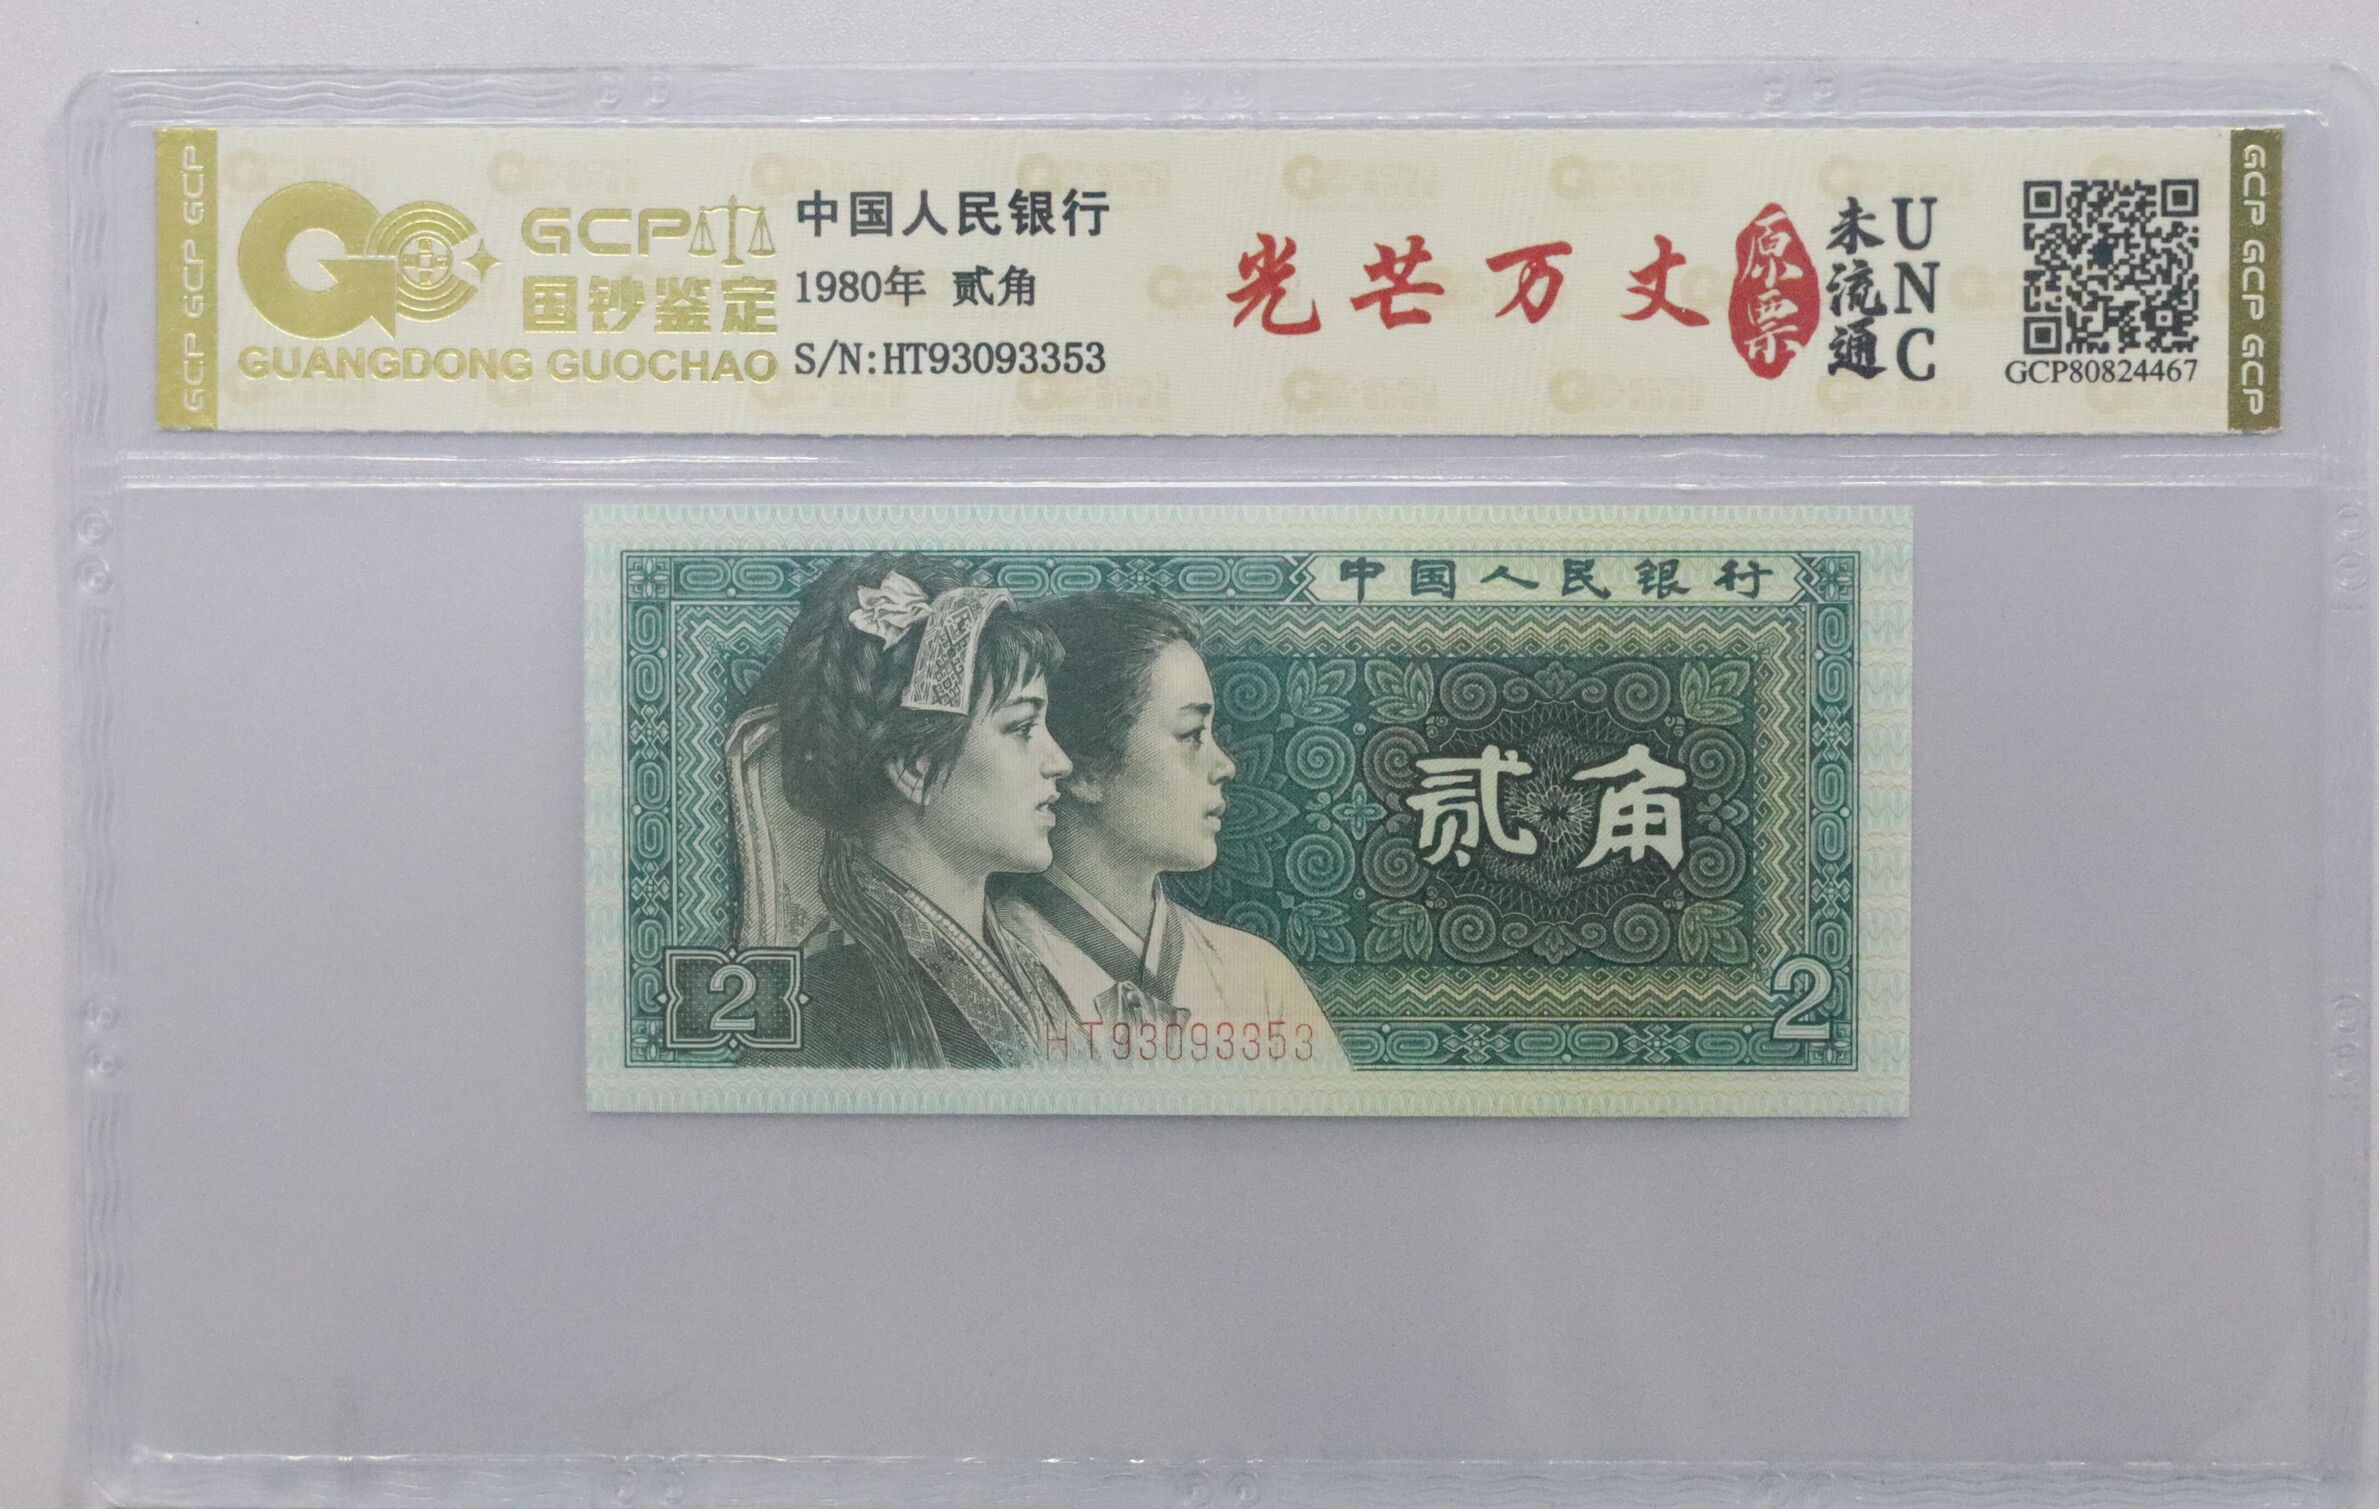 GCP GCP GCP
GCP
国钞鉴定
GUANGDONG GUOCHAO
中国人民银行
1980年 贰角
S/N:HT93093353
光芒万丈
原票
未流通
UNC
GCP80824467
GCP GCP GCP
中国人民银行
贰角
2
2
HT93093353